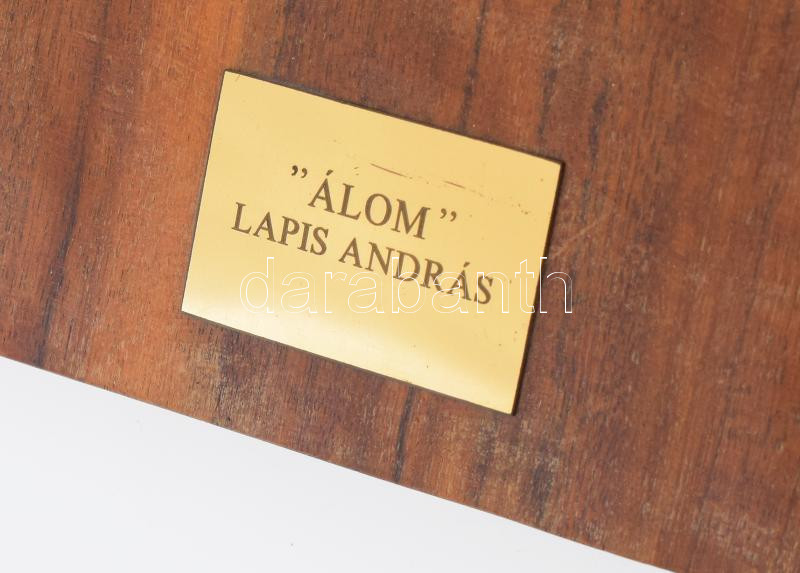 ”ÁLOM”
LAPIS ANDRÁS
darabanth